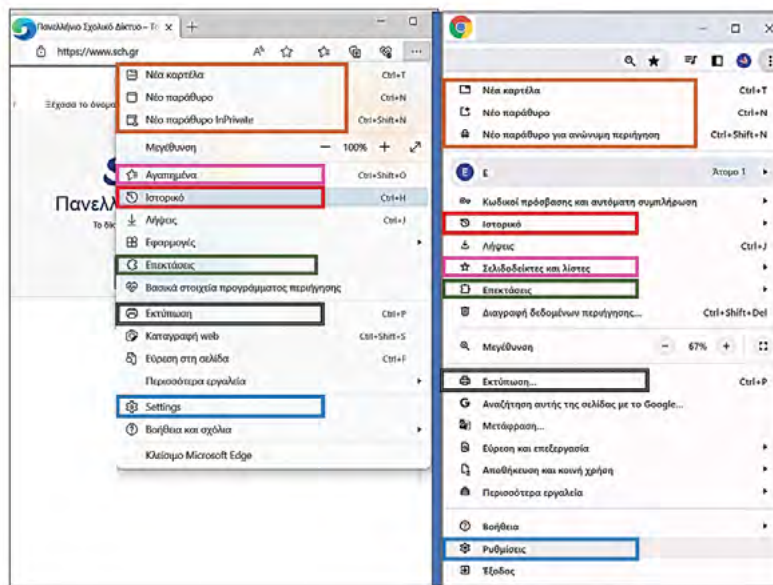 Πανελλήνιο Σχολικό Δίκτυο – Τ
https://www.sch.gr
Ξέχασα το όνομα
Πανελλ
Το δίκ
Νέα καρτέλα Ctrl+T
Νέο παράθυρο Ctrl+N
Νέο παράθυρο InPrivate Ctrl+Shift+N
Μεγέθυνση − 100% +
Αγαπημένα Ctrl+Shift+O
Ιστορικό Ctrl+H
Λήψεις Ctrl+J
Εφαρμογές
Επεκτάσεις
Βασικά στοιχεία προγράμματος περιήγησης
Εκτύπωση Ctrl+P
Καταγραφή web Ctrl+Shift+S
Εύρεση στη σελίδα Ctrl+F
Περισσότερα εργαλεία
Settings
Βοήθεια και σχόλια
Κλείσιμο Microsoft Edge
Νέα καρτέλα Ctrl+T
Νέο παράθυρο Ctrl+N
Νέο παράθυρο για ανώνυμη περιήγηση Ctrl+Shift+N
E E Άτομο 1
Κωδικοί πρόσβασης και αυτόματη συμπλήρωση
Ιστορικό
Λήψεις Ctrl+J
Σελιδοδείκτες και λίστες
Επεκτάσεις
Διαγραφή δεδομένων περιήγησης... Ctrl+Shift+Del
Μεγέθυνση − 67% +
Εκτύπωση... Ctrl+P
Αναζήτηση αυτής της σελίδας με το Google...
Μετάφραση...
Εύρεση και επεξεργασία
Αποθήκευση και κοινή χρήση
Περισσότερα εργαλεία
Βοήθεια
Ρυθμίσεις
Έξοδος